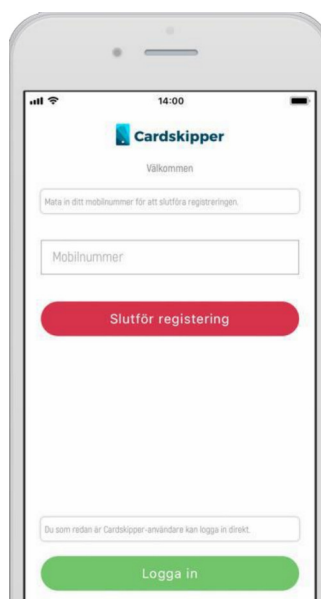 14:00
Cardskipper
Välkommen
Mata in ditt mobilnummer för att slutföra registreringen.
Mobilnummer
Slutför registering
Du som redan är Cardskipper-användare kan logga in direkt.
Logga in